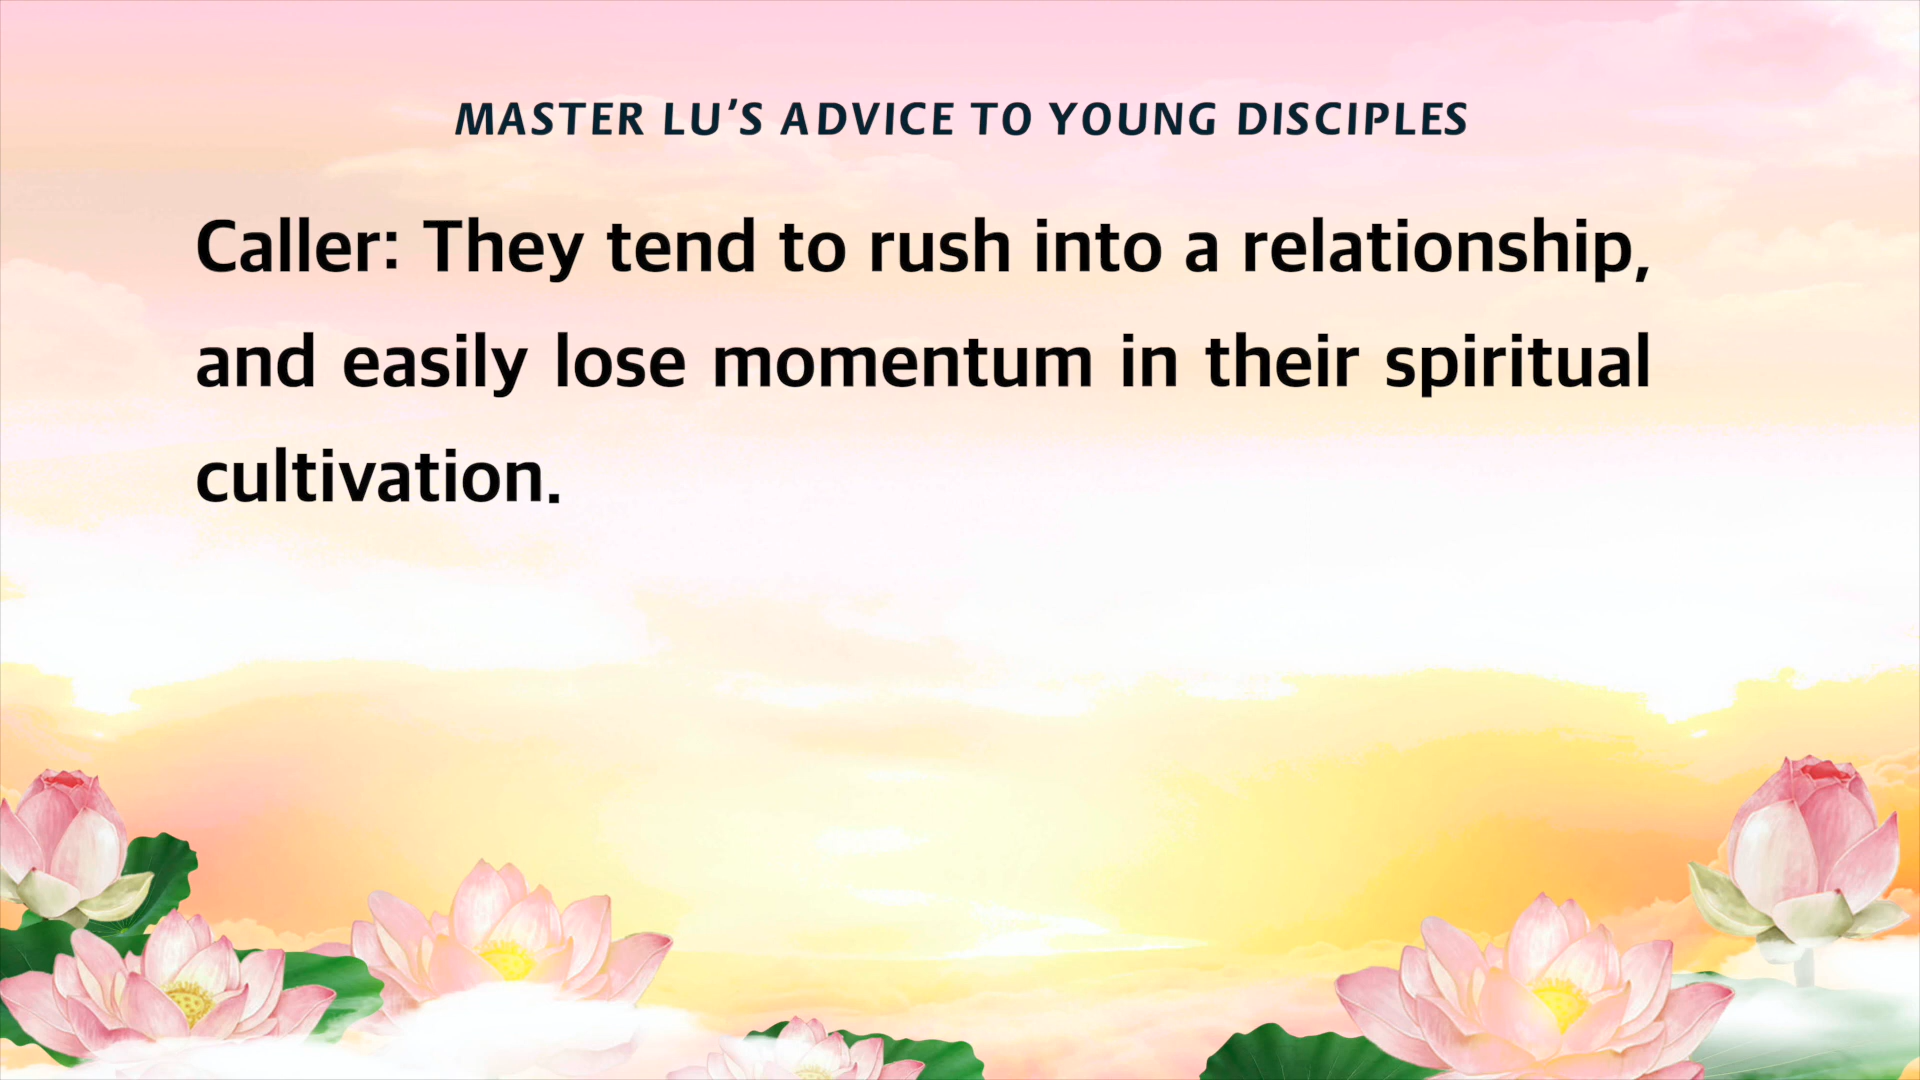 MASTER LU’S ADVICE TO YOUNG DISCIPLES
Caller: They tend to rush into a relationship,
and easily lose momentum in their spiritual
cultivation.